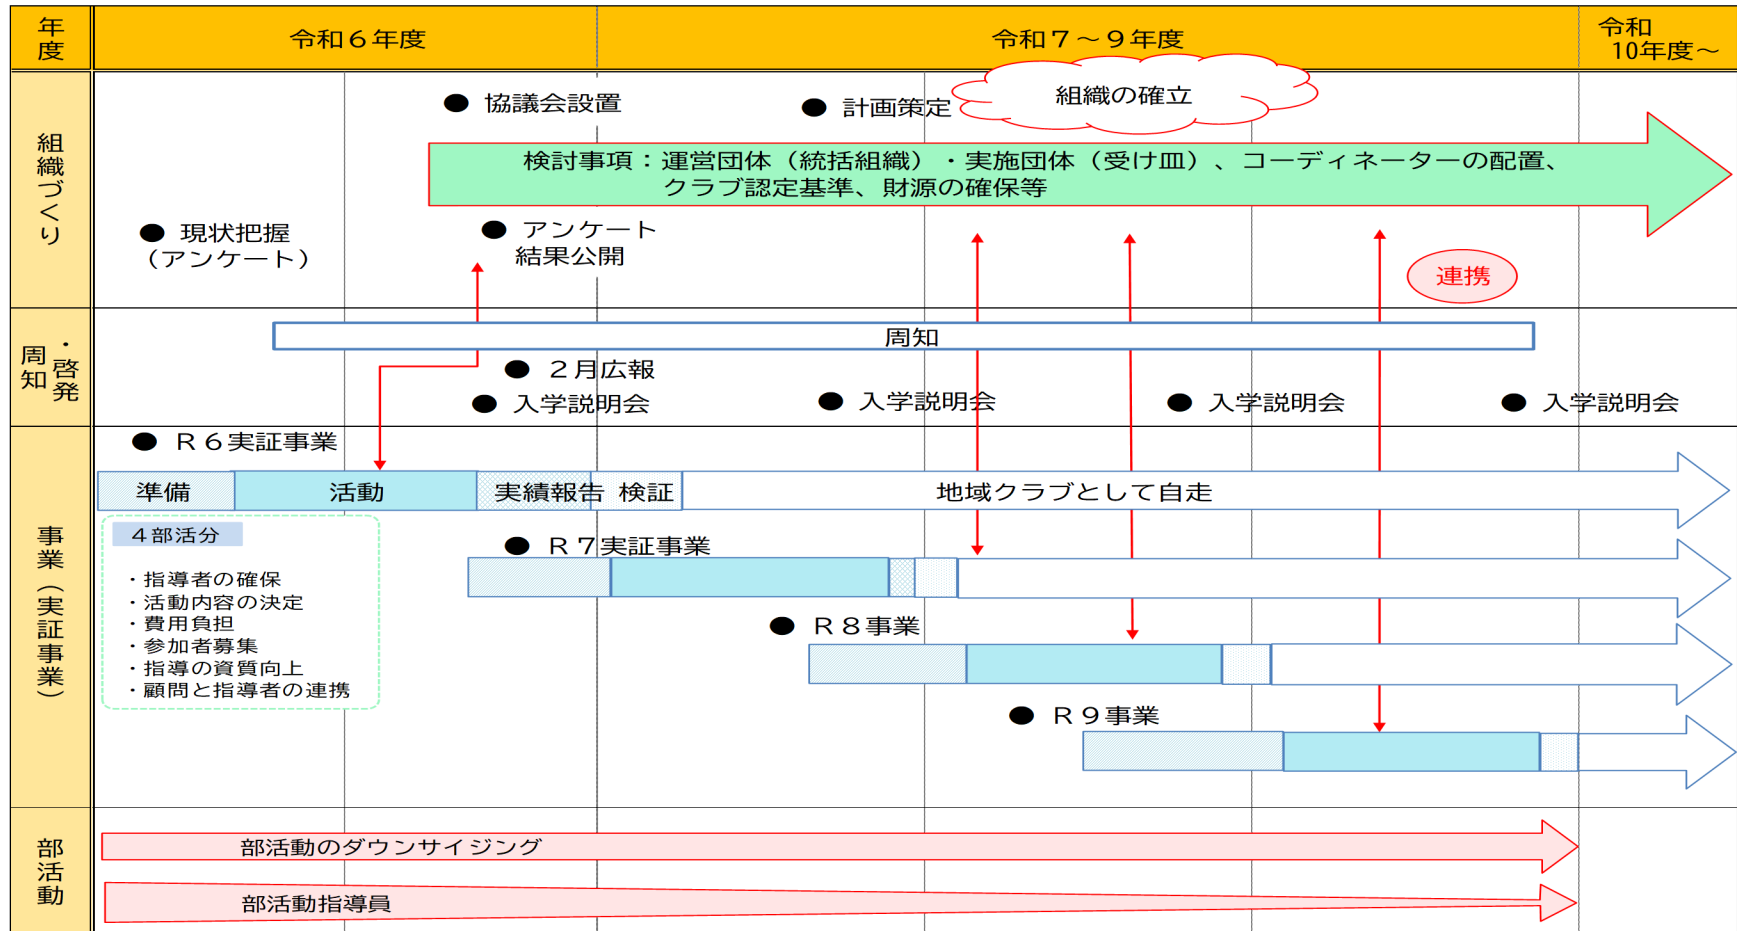 年度
令和６年度
令和７～９年度
令和
10年度～
組織づくり
● 協議会設置
● 計画策定
組織の確立
検討事項：運営団体（統括組織）・実施団体（受け皿）、コーディネーターの配置、
クラブ認定基準、財源の確保等
● 現状把握
（アンケート）
● アンケート
結果公開
連携
周知・啓発
周知
● ２月広報
● 入学説明会
● 入学説明会
● 入学説明会
● 入学説明会
事業（実証事業）
● Ｒ６実証事業
準備
活動
実績報告
検証
地域クラブとして自走
４部活分
・指導者の確保
・活動内容の決定
・費用負担
・参加者募集
・指導の資質向上
・顧問と指導者の連携
● Ｒ７実証事業
● Ｒ８事業
● Ｒ９事業
部活動
部活動のダウンサイジング
部活動指導員